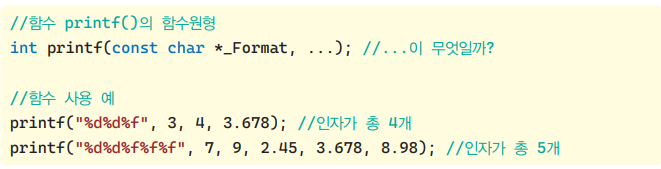 //함수 printf()의 함수원형
int printf(const char *_Format, ...); //...이 무엇일까?
//함수 사용 예
printf("%d%d%f", 3, 4, 3.678); //인자가 총 4개
printf("%d%d%f%f%f", 7, 9, 2.45, 3.678, 8.98); //인자가 총 5개